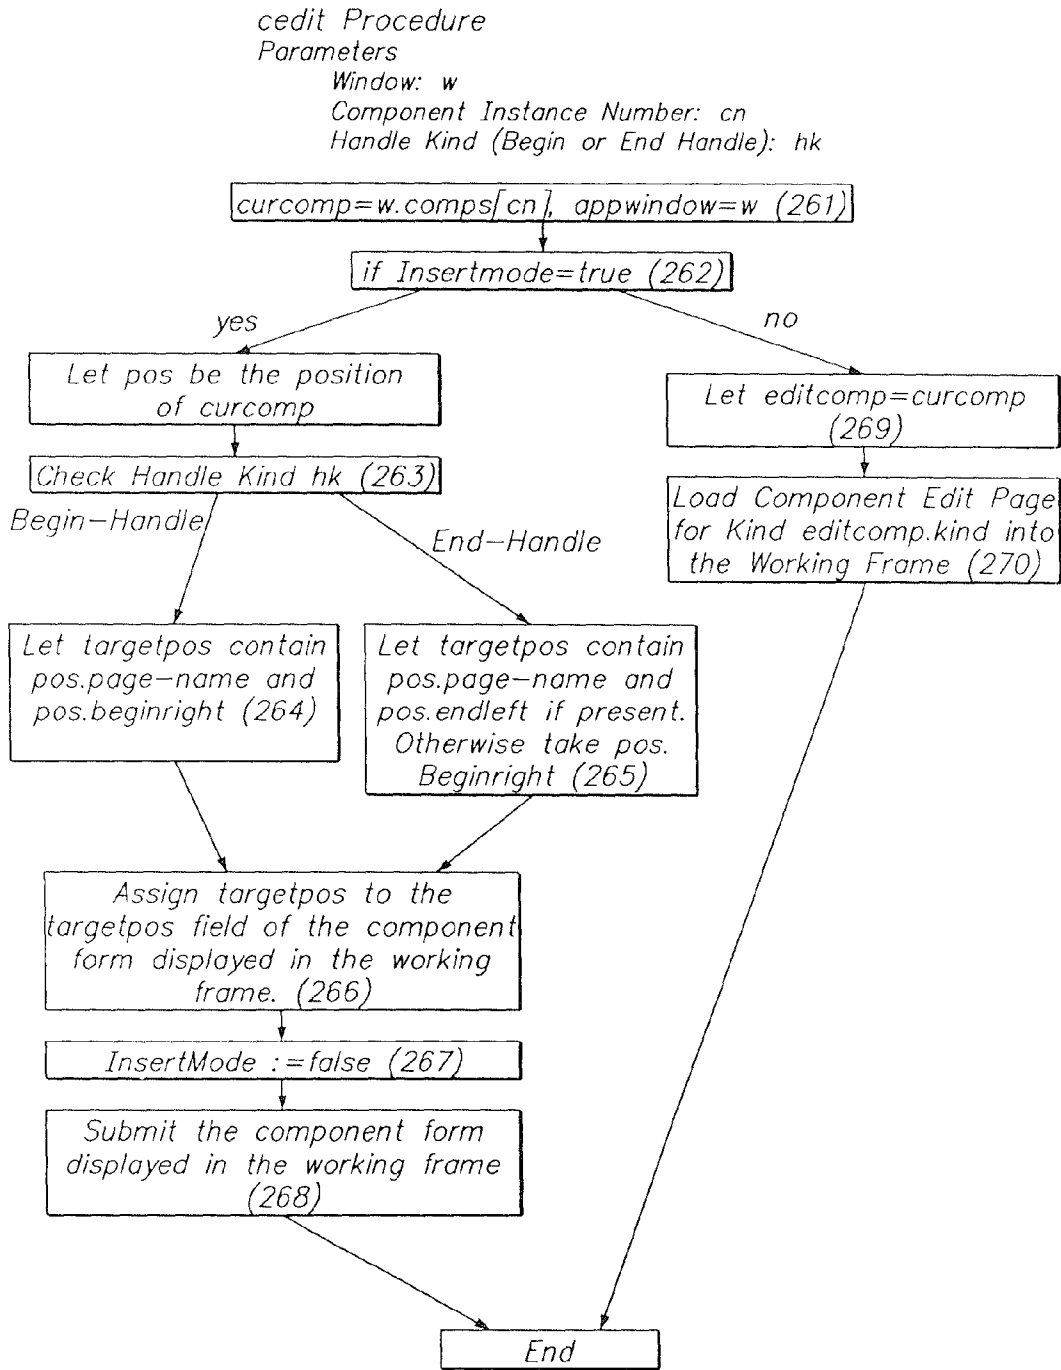 cedit Procedure
Parameters
Window: w
Component Instance Number: cn
Handle Kind (Begin or End Handle): hk
curcomp=w.comps[cn], appwindow=w (261)
if Insertmode=true (262)
yes
no
Let pos be the position
of curcomp
Let editcomp=curcomp
(269)
Check Handle Kind hk (263)
Load Component Edit Page
for Kind editcomp.kind into
the Working Frame (270)
Begin-Handle
End-Handle
Let targetpos contain
pos.page-name and
pos.beginright (264)
Let targetpos contain
pos.page-name and
pos.endleft if present.
Otherwise take pos.
Beginright (265)
Assign targetpos to the
targetpos field of the component
form displayed in the working
frame. (266)
InsertMode :=false (267)
Submit the component form
displayed in the working frame
(268)
End